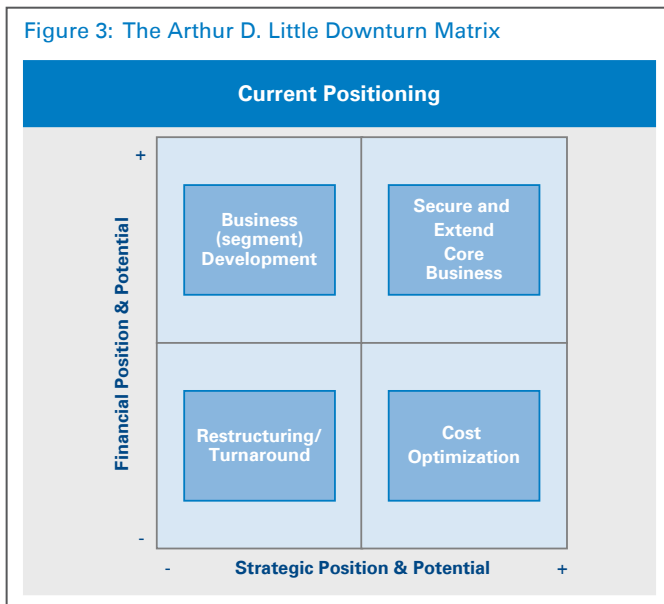 Figure 3: The Arthur D. Little Downturn Matrix
Current Positioning
+
Financial Position & Potential
-
Business
(segment)
Development
Secure and
Extend
Core
Business
Restructuring/
Turnaround
Cost
Optimization
-
Strategic Position & Potential
+